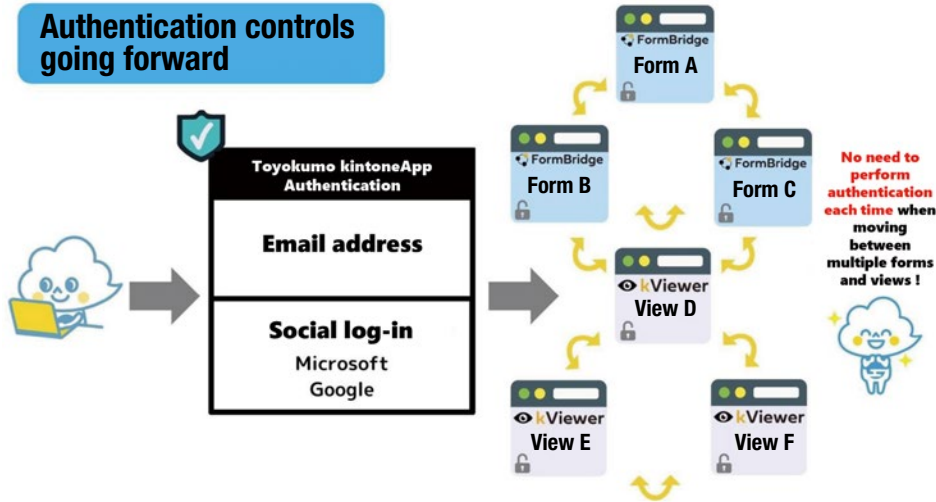 Authentication controls
going forward
Toyokumo kintoneApp
Authentication
Email address
Social log-in
Microsoft
Google
FormBridge
Form A
FormBridge
Form B
FormBridge
Form C
kViewer
View D
kViewer
View E
kViewer
View F
No need to
perform
authentication
each time when
moving
between
multiple forms
and views !